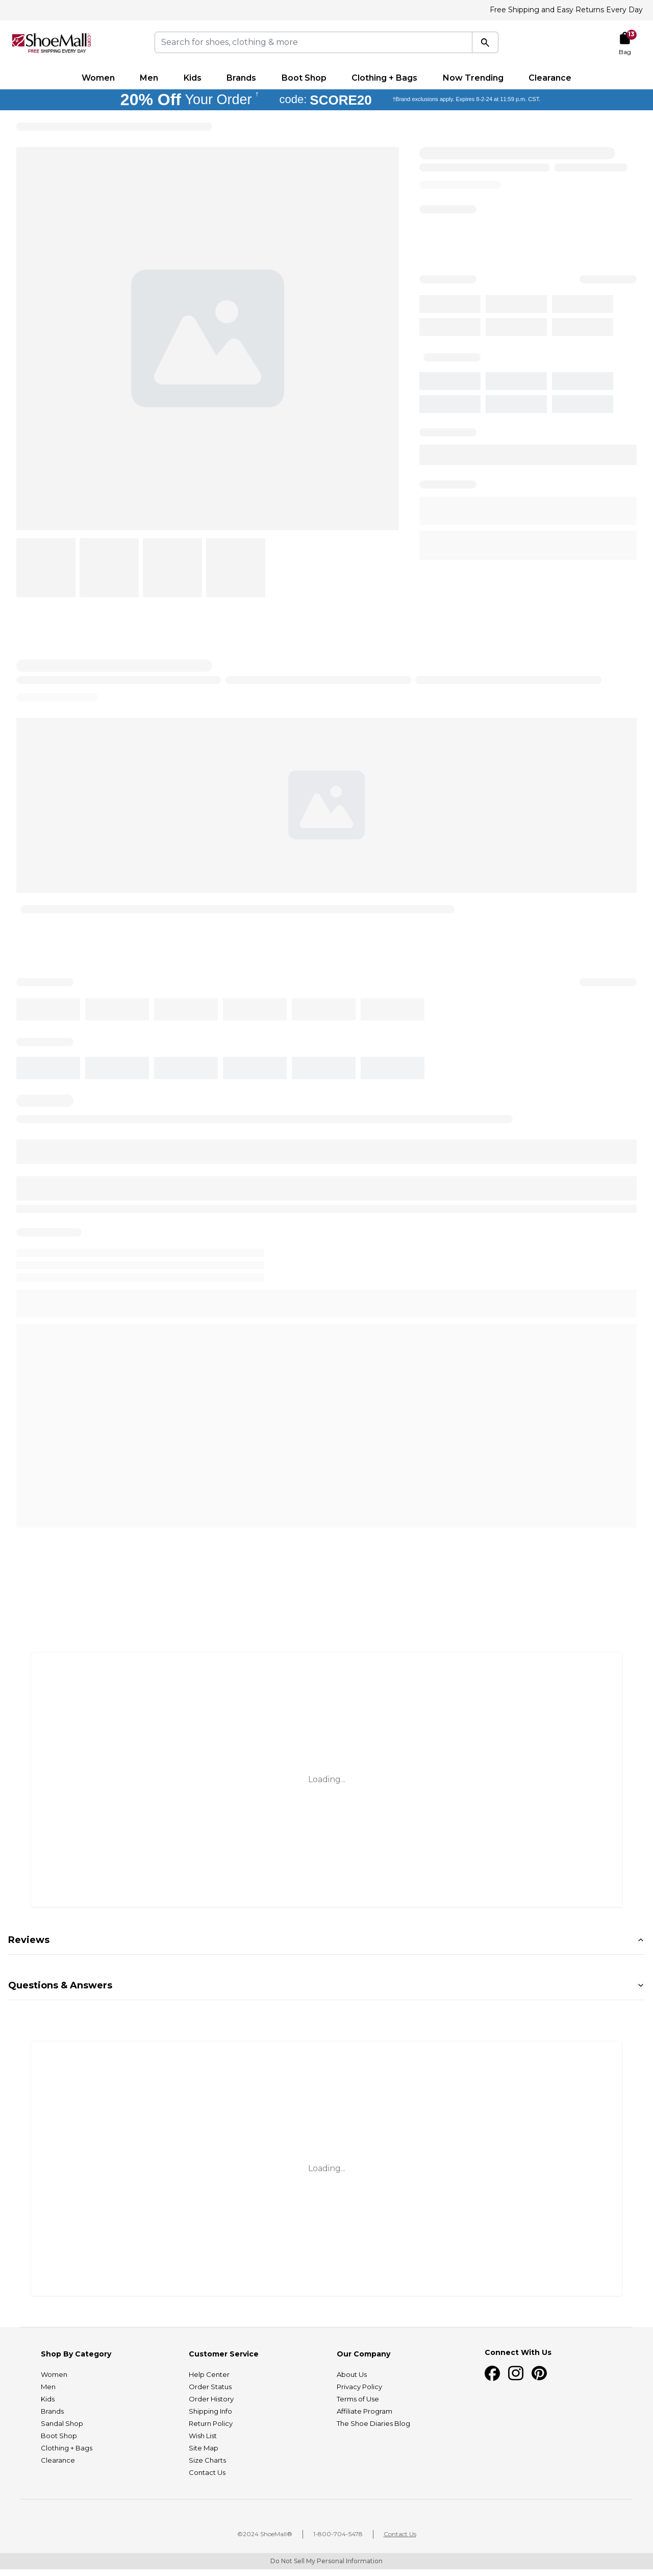 Free Shipping and Easy Returns Every Day
ShoeMall
FREE SHIPPING EVERY DAY
Search for shoes, clothing & more
13
Bag
Women Men Kids Brands Boot Shop Clothing + Bags Now Trending Clearance
20% Off Your Order † code: SCORE20 †Brand exclusions apply. Expires 8-2-24 at 11:59 p.m. CST.
Loading...
Reviews
Questions & Answers
Loading...
Shop By Category
Women
Men
Kids
Brands
Sandal Shop
Boot Shop
Clothing + Bags
Clearance
Customer Service
Help Center
Order Status
Order History
Shipping Info
Return Policy
Wish List
Site Map
Size Charts
Contact Us
Our Company
About Us
Privacy Policy
Terms of Use
Affiliate Program
The Shoe Diaries Blog
Connect With Us
©2024 ShoeMall® 1-800-704-5478 Contact Us
Do Not Sell My Personal Information